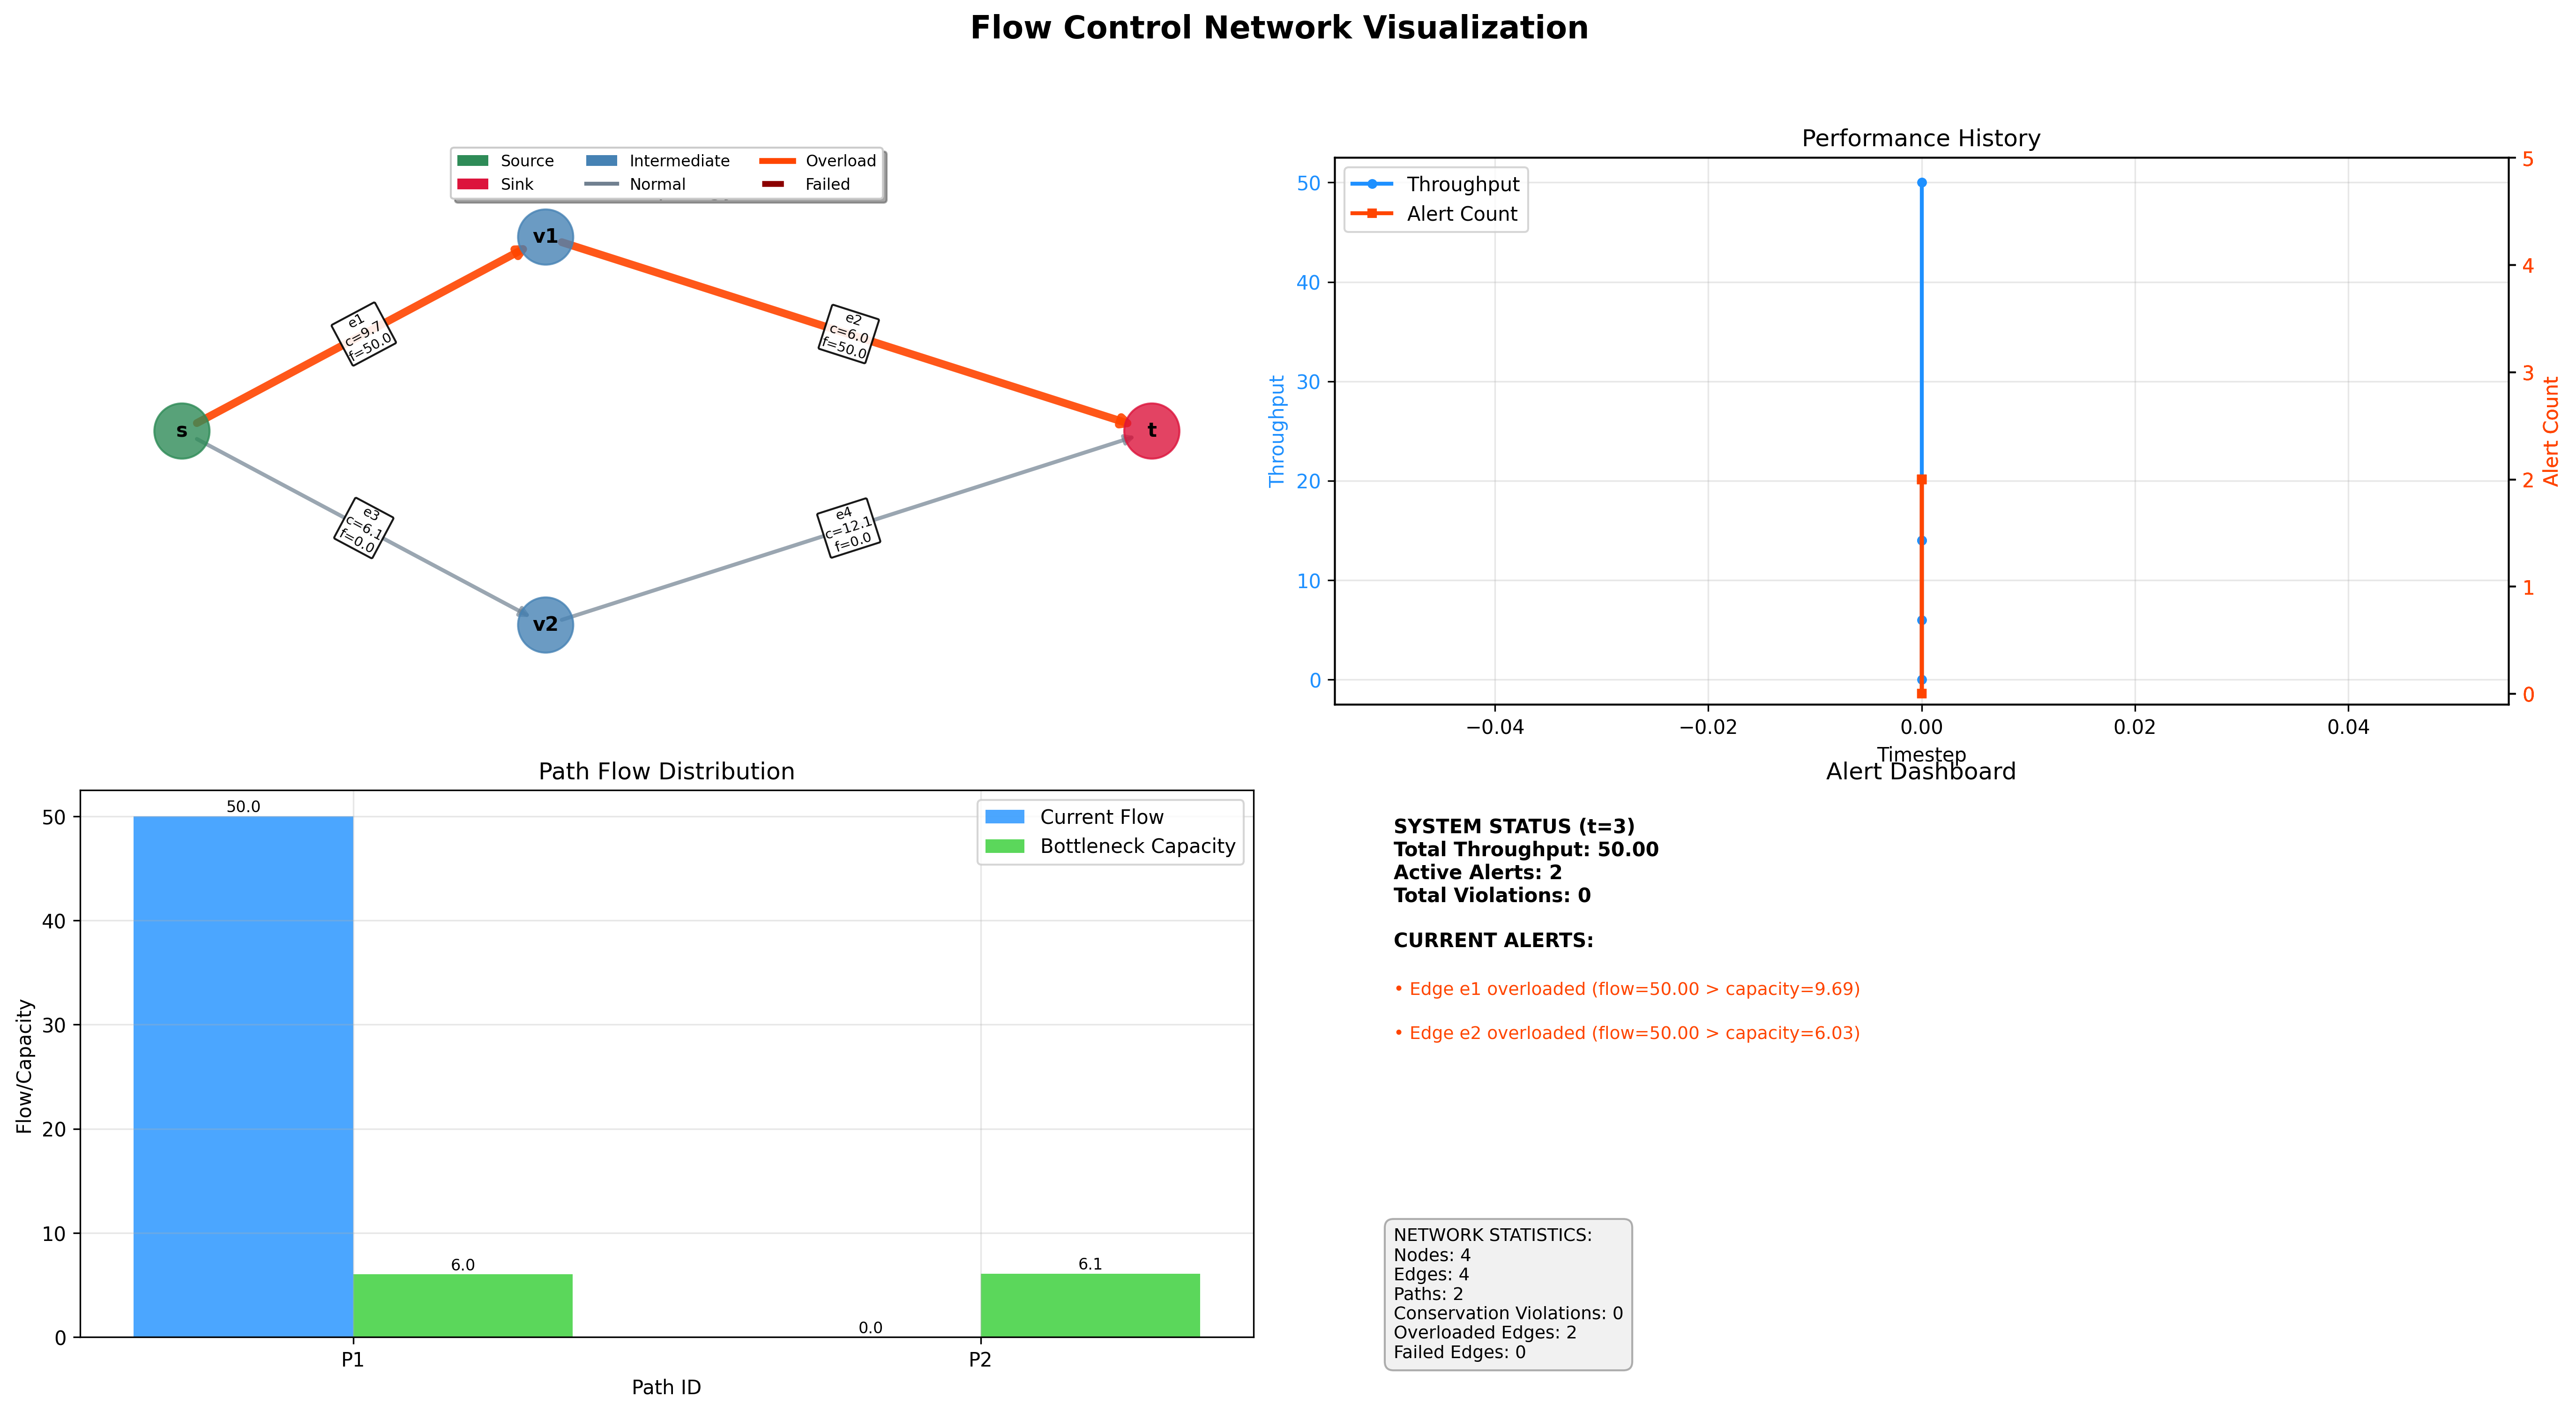 Flow Control Network Visualization
Source
Intermediate
Overload
Sink
Normal
Failed
v1
e1
c=9.7
f=50.0
e2
c=6.0
f=50.0
s
t
e3
c=6.1
f=0.0
e4
c=12.1
f=0.0
v2
Performance History
Throughput
Alert Count
50
40
30
20
10
0
Throughput
5
4
3
2
1
0
Alert Count
−0.04
−0.02
0.00
0.02
0.04
Timestep
Path Flow Distribution
Current Flow
Bottleneck Capacity
50
40
30
20
10
0
Flow/Capacity
50.0
6.0
0.0
6.1
P1
P2
Path ID
Alert Dashboard
SYSTEM STATUS (t=3)
Total Throughput: 50.00
Active Alerts: 2
Total Violations: 0
CURRENT ALERTS:
• Edge e1 overloaded (flow=50.00 > capacity=9.69)
• Edge e2 overloaded (flow=50.00 > capacity=6.03)
NETWORK STATISTICS:
Nodes: 4
Edges: 4
Paths: 2
Conservation Violations: 0
Overloaded Edges: 2
Failed Edges: 0